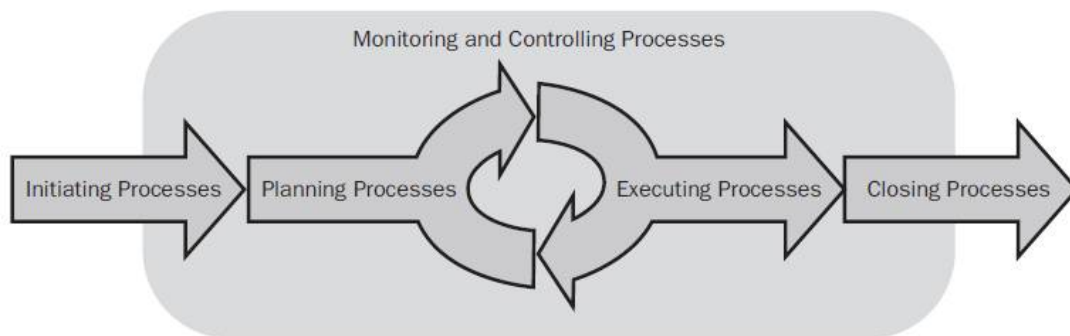 Monitoring and Controlling Processes
Initiating Processes
Planning Processes
Executing Processes
Closing Processes